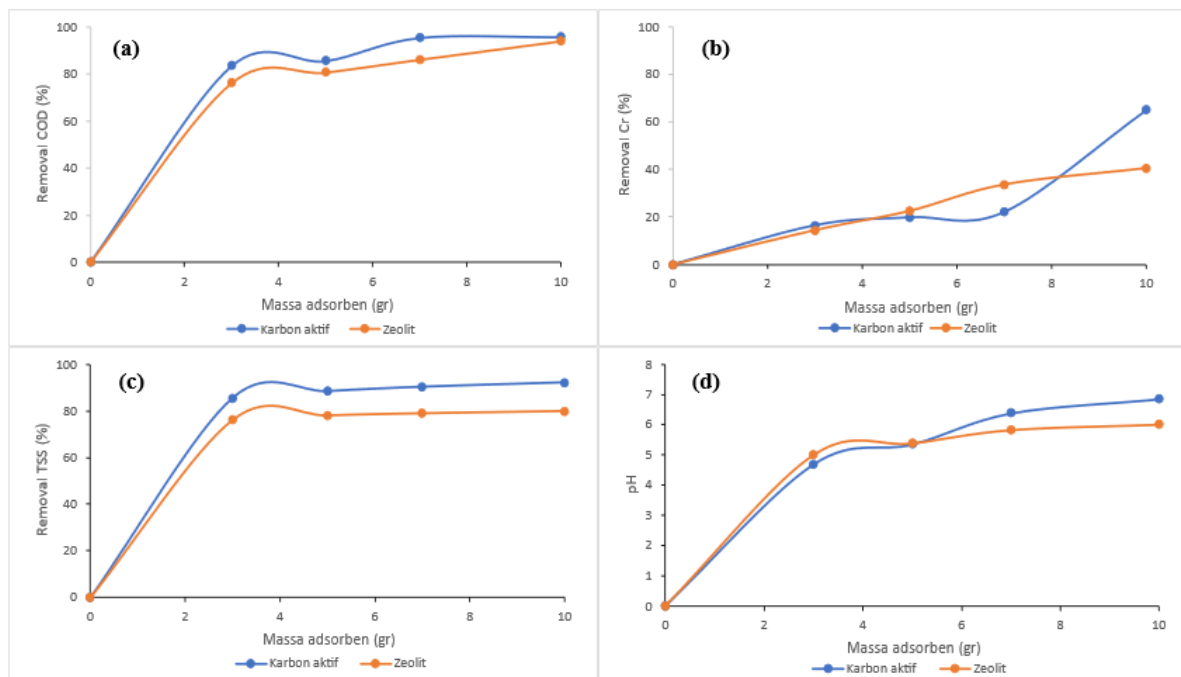 (a)
Removal COD (%)
100
80
60
40
20
0
0 2 4 6 8 10
Massa adsorben (gr)
Karbon aktif Zeolit
(b)
Removal Cr (%)
100
80
60
40
20
0
0 2 4 6 8 10
Massa adsorben (gr)
Karbon aktif Zeolit
(c)
Removal TSS (%)
100
80
60
40
20
0
0 2 4 6 8 10
Massa adsorben (gr)
Karbon aktif Zeolit
(d)
pH
8
7
6
5
4
3
2
1
0
0 2 4 6 8 10
Massa adsorben (gr)
Karbon aktif Zeolit